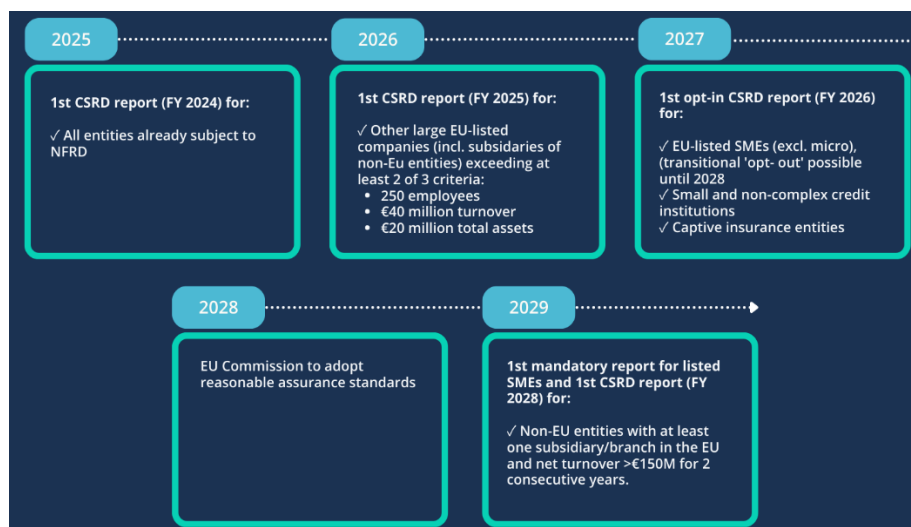 2025
1st CSRD report (FY 2024) for:
✓ All entities already subject to
NFRD
2026
1st CSRD report (FY 2025) for:
✓ Other large EU-listed
companies (incl. subsidaries of
non-Eu entities) exceeding at
least 2 of 3 criteria:
• 250 employees
• €40 million turnover
• €20 million total assets
2027
1st opt-in CSRD report (FY 2026)
for:
✓ EU-listed SMEs (excl. micro),
(transitional 'opt- out' possible
until 2028
✓ Small and non-complex credit
institutions
✓ Captive insurance entities
2028
EU Commission to adopt
reasonable assurance standards
2029
1st mandatory report for listed
SMEs and 1st CSRD report (FY
2028) for:
✓ Non-EU entities with at least
one subsidiary/branch in the EU
and net turnover >€150M for 2
consecutive years.